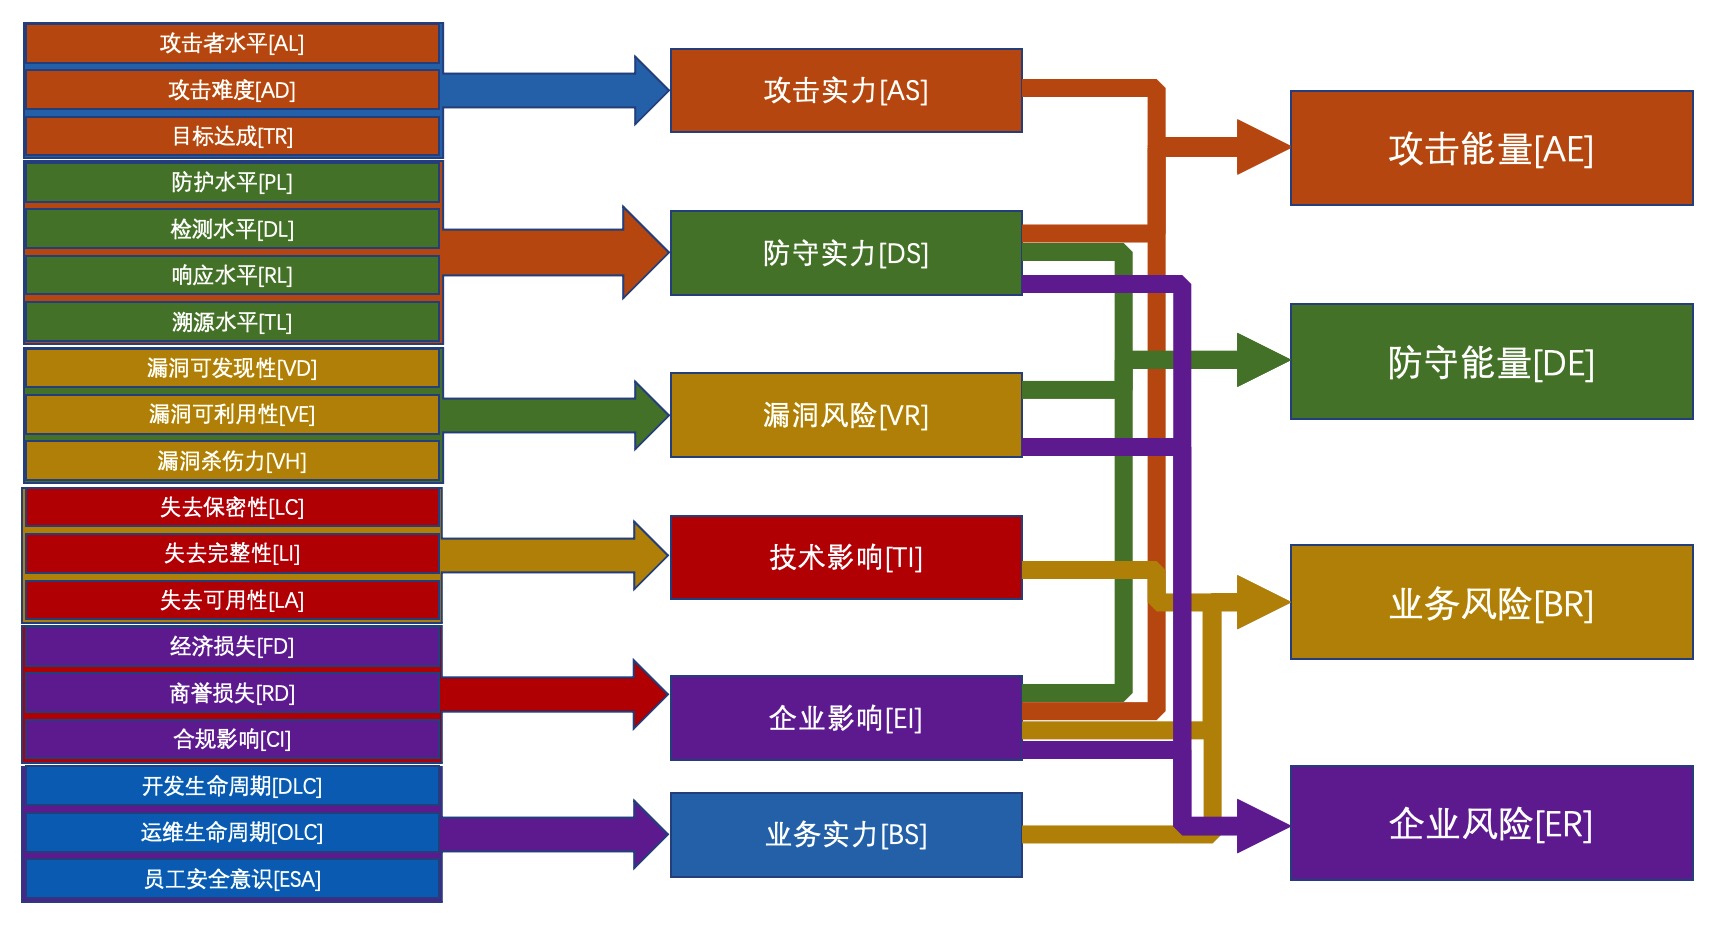 攻击者水平[AL]
攻击难度[AD]
目标达成[TR]
防护水平[PL]
检测水平[DL]
响应水平[RL]
溯源水平[TL]
漏洞可发现性[VD]
漏洞可利用性[VE]
漏洞杀伤力[VH]
失去保密性[LC]
失去完整性[LI]
失去可用性[LA]
经济损失[FD]
商誉损失[RD]
合规影响[CI]
开发生命周期[DLC]
运维生命周期[OLC]
员工安全意识[ESA]
攻击实力[AS]
防守实力[DS]
漏洞风险[VR]
技术影响[TI]
企业影响[EI]
业务实力[BS]
攻击能量[AE]
防守能量[DE]
业务风险[BR]
企业风险[ER]